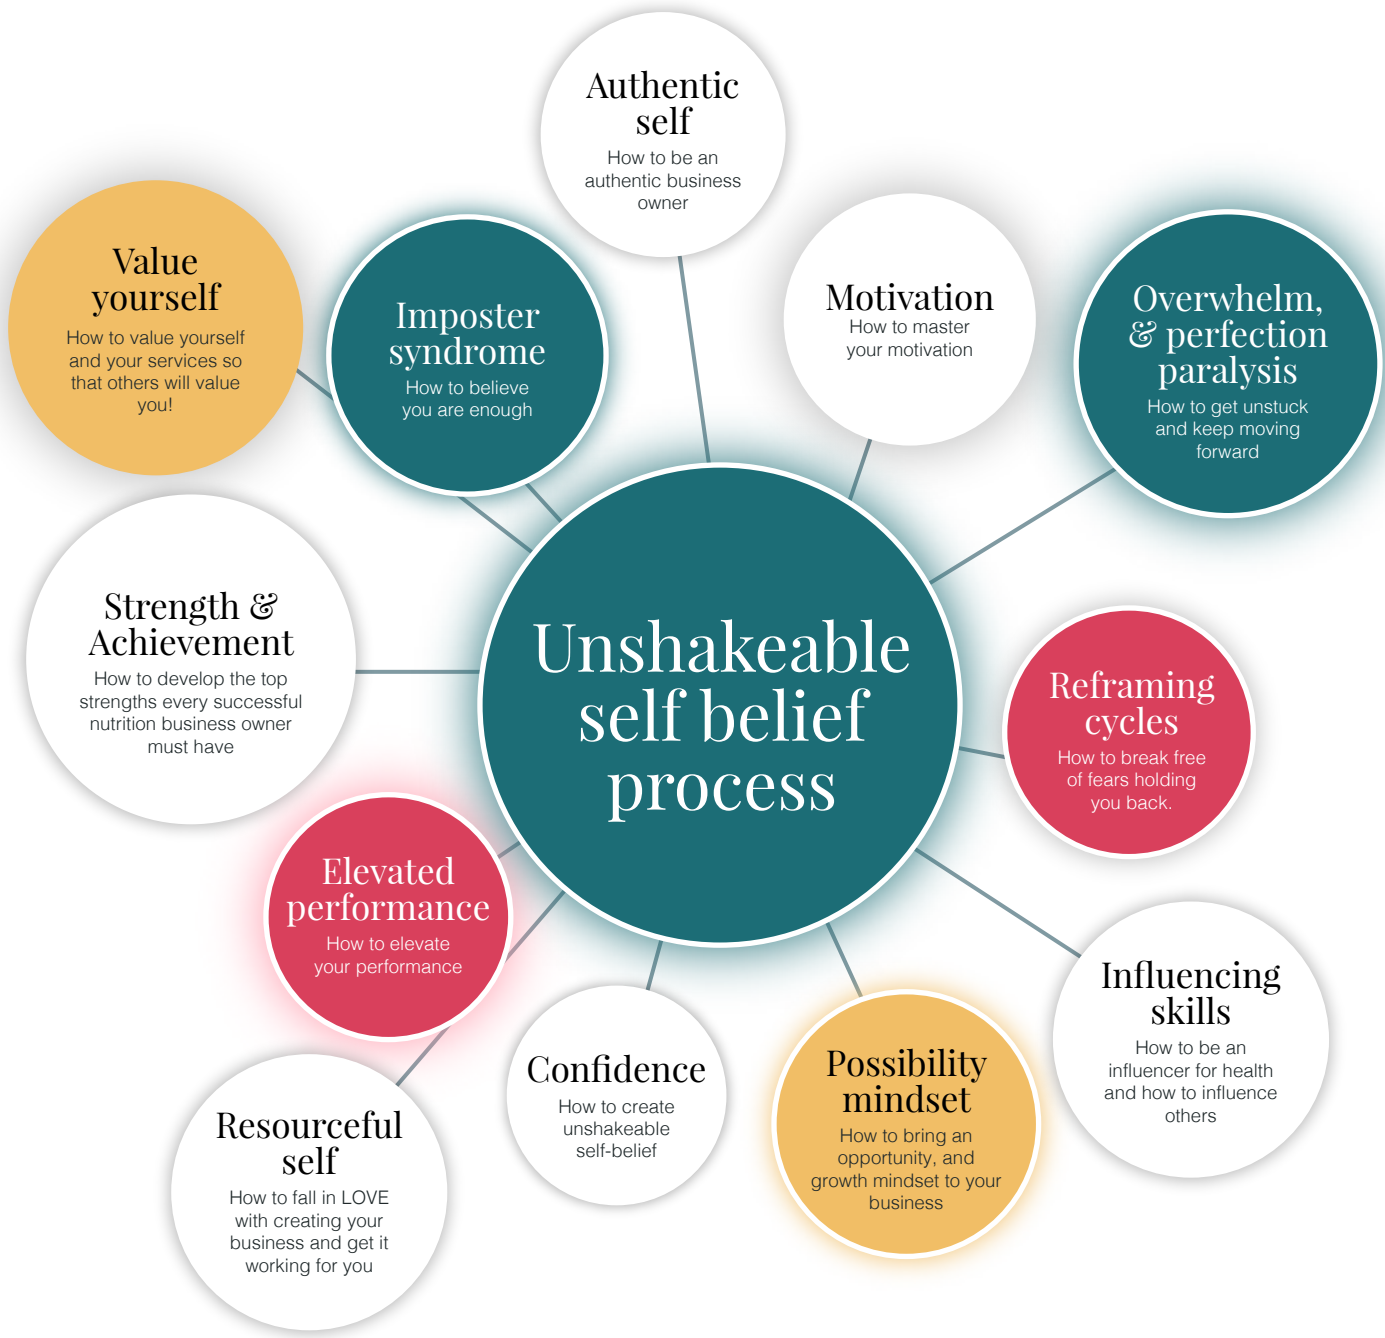 Authentic
self
How to be an
authentic business
owner
Value
yourself
How to value yourself
and your services so
that others will value
you!
Imposter
syndrome
How to believe
you are enough
Motivation
How to master
your motivation
Overwhelm,
& perfection
paralysis
How to get unstuck
and keep moving
forward
Unshakeable
self belief
process
Strength &
Achievement
How to develop the top
strengths every successful
nutrition business owner
must have
Reframing
cycles
How to break free
of fears holding
you back.
Elevated
performance
How to elevate
your performance
Influencing
skills
How to be an
influencer for health
and how to influence
others
Resourceful
self
How to fall in LOVE
with creating your
business and get it
working for you
Confidence
How to create
unshakeable
self-belief
Possibility
mindset
How to bring an
opportunity, and
growth mindset to your
business